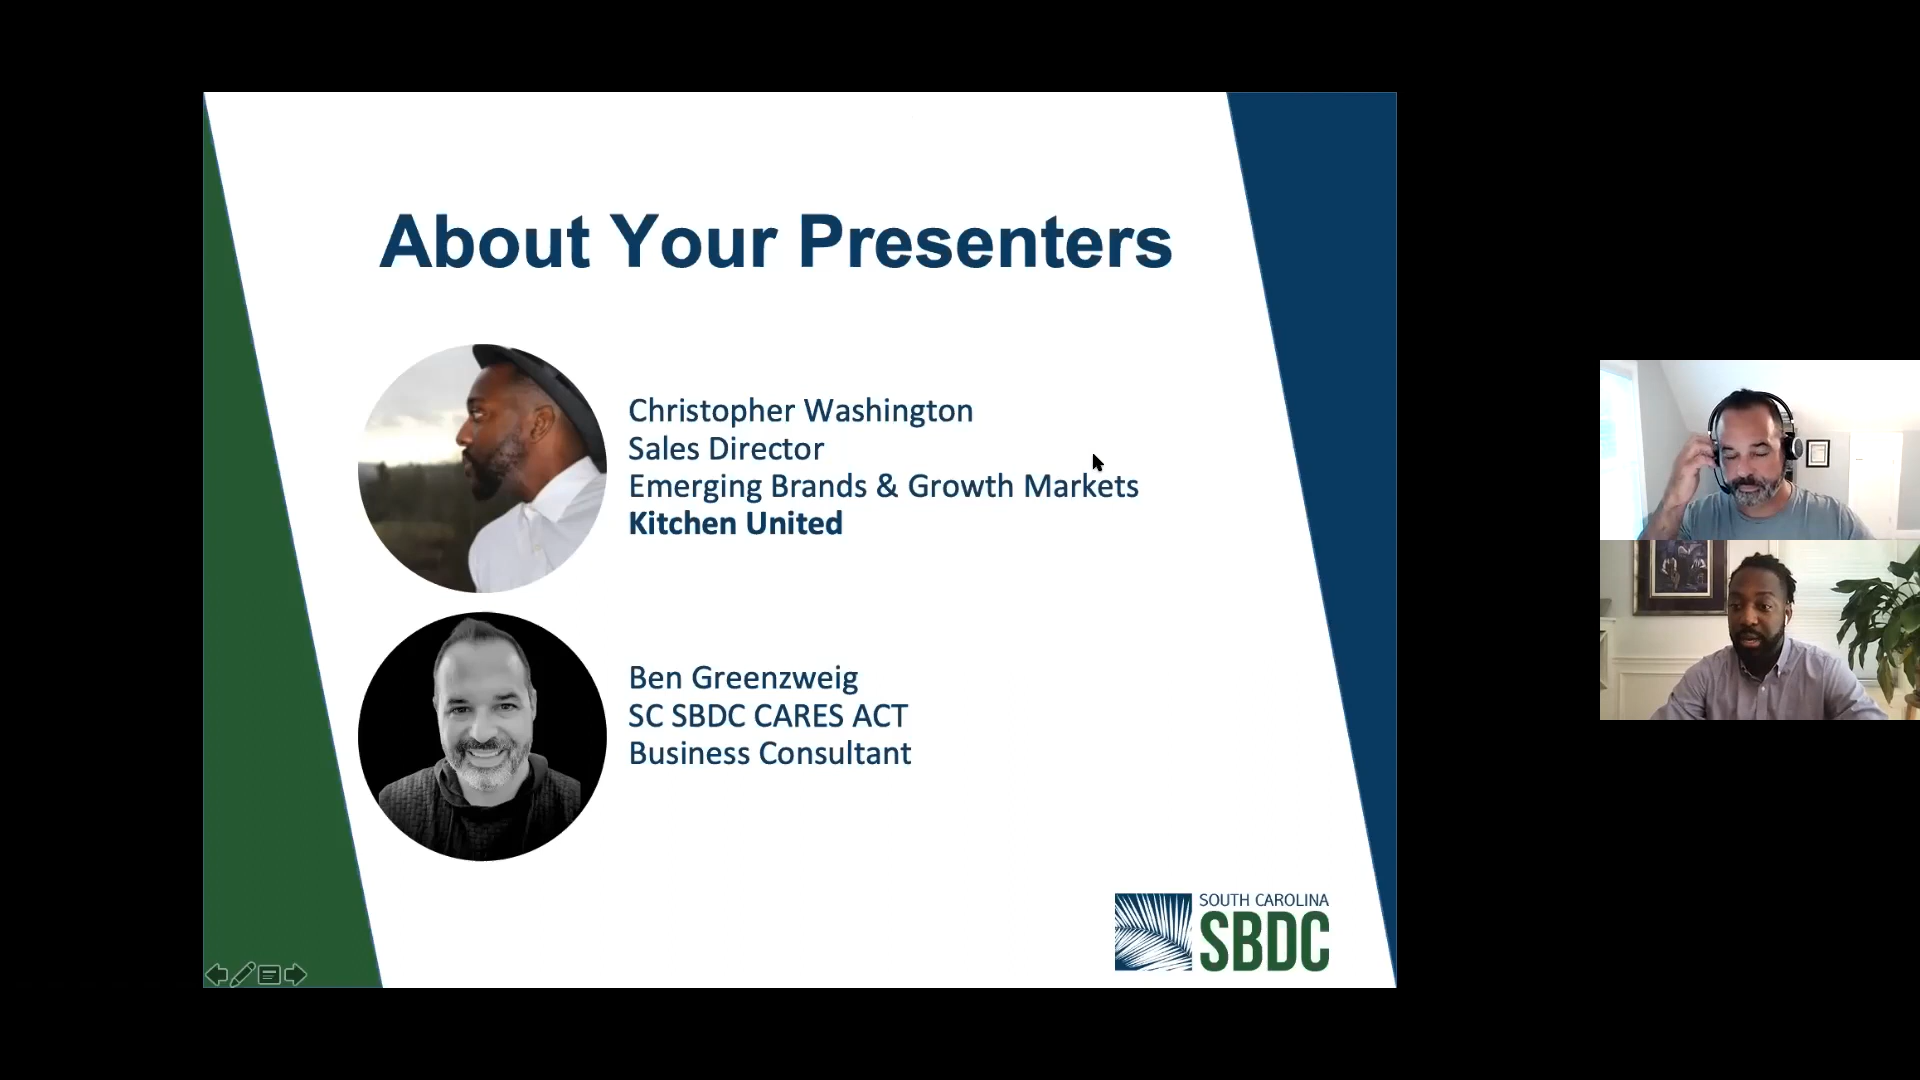 About Your Presenters
Christopher Washington
Sales Director
Emerging Brands & Growth Markets
Kitchen United
Ben Greenzweig
SC SBDC CARES ACT
Business Consultant
SOUTH CAROLINA
SBDC